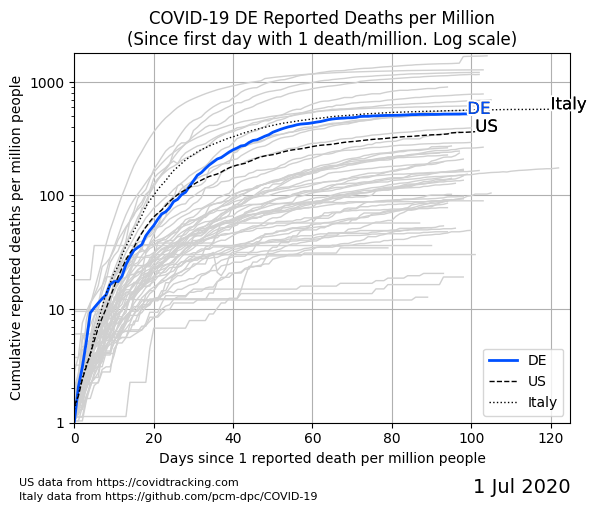 COVID-19 DE Reported Deaths per Million
(Since first day with 1 death/million. Log scale)
Cumulative reported deaths per million people
1000
100
10
1
DE
Italy
US
DE
US
Italy
0
20
40
60
80
100
120
Days since 1 reported death per million people
US data from https://covidtracking.com
Italy data from https://github.com/pcm-dpc/COVID-19
1 Jul 2020